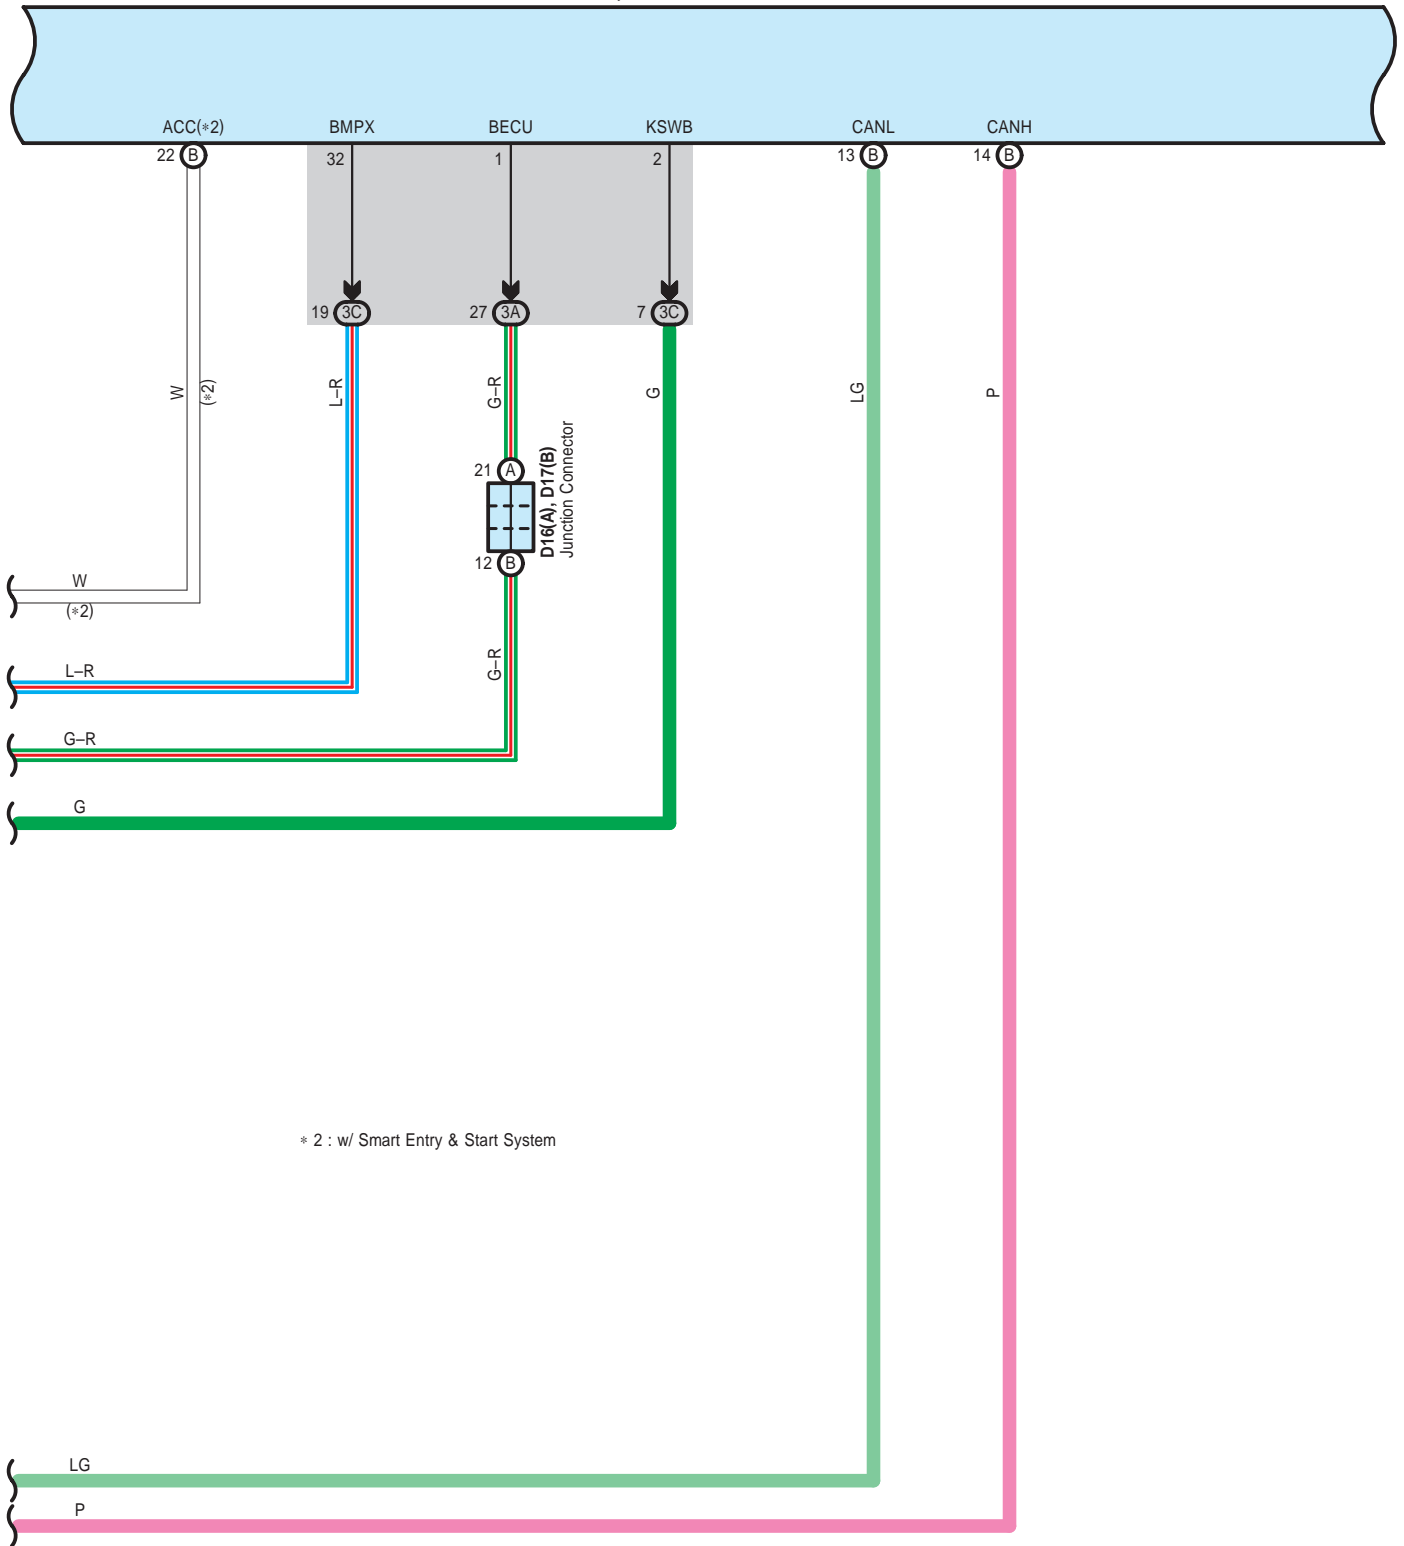 ACC(∗2) BMPX BECU KSWB CANL CANH
22 B 32 1 2 13 B 14 B
19 3C 27 3A 7 3C
W (∗2) L–R G–R G LG P
21 A
D16(A), D17(B)
Junction Connector
12 B
W
(∗2)
G–R
L–R
G–R
G
∗ 2 : w/ Smart Entry & Start System
LG
P